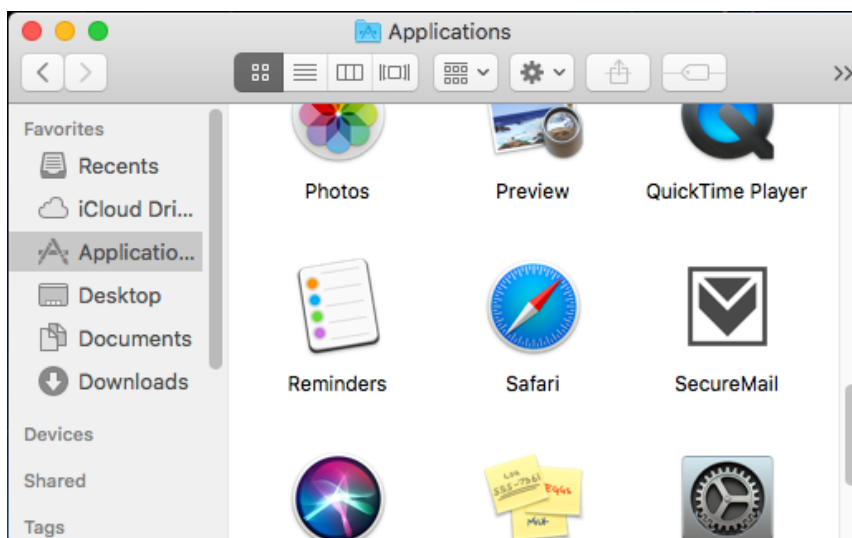 Applications
Favorites
Recents
iCloud Dri...
Applicatio...
Desktop
Documents
Downloads
Devices
Shared
Tags
Photos
Preview
QuickTime Player
Reminders
Safari
SecureMail
EGGS
MILK